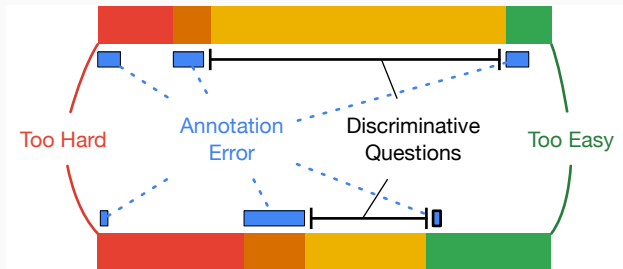 Too Hard
Annotation
Error
Discriminative
Questions
Too Easy